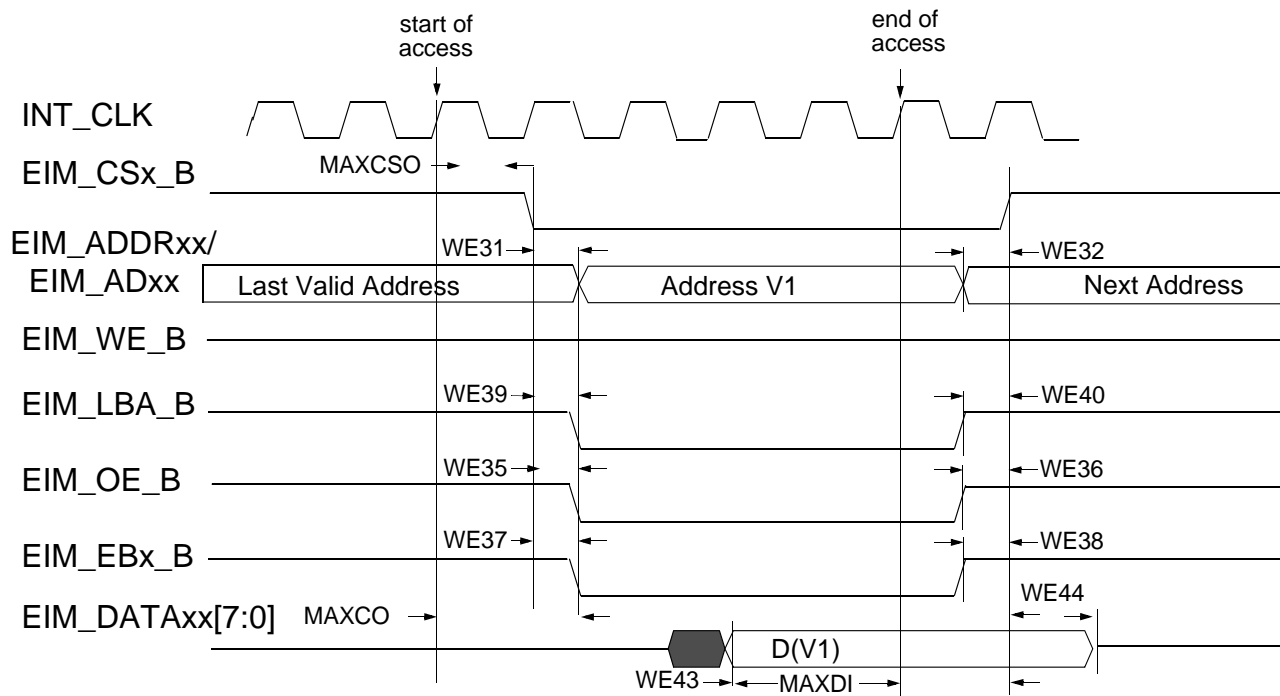 start of
access
end of
access
INT_CLK
MAXCSO
EIM_CSx_B
EIM_ADDRxx/
EIM_ADxx
WE31
WE32
Last Valid Address
Address V1
Next Address
EIM_WE_B
EIM_LBA_B
WE39
WE40
EIM_OE_B
WE35
WE36
EIM_EBx_B
WE37
WE38
EIM_DATAxx[7:0]
MAXCO
WE44
D(V1)
WE43
MAXDI